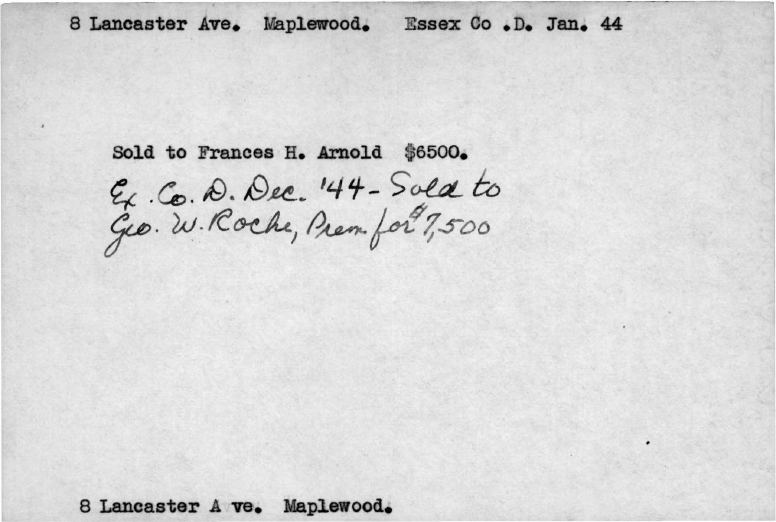 8 Lancaster Ave. Maplewood. Essex Co .D. Jan. 44
Sold to Frances H. Arnold $6500.
Ex. Co. D. Dec. '44 - Sold to
Geo. W. Roche, Prem for $7,500
8 Lancaster A ve. Maplewood.